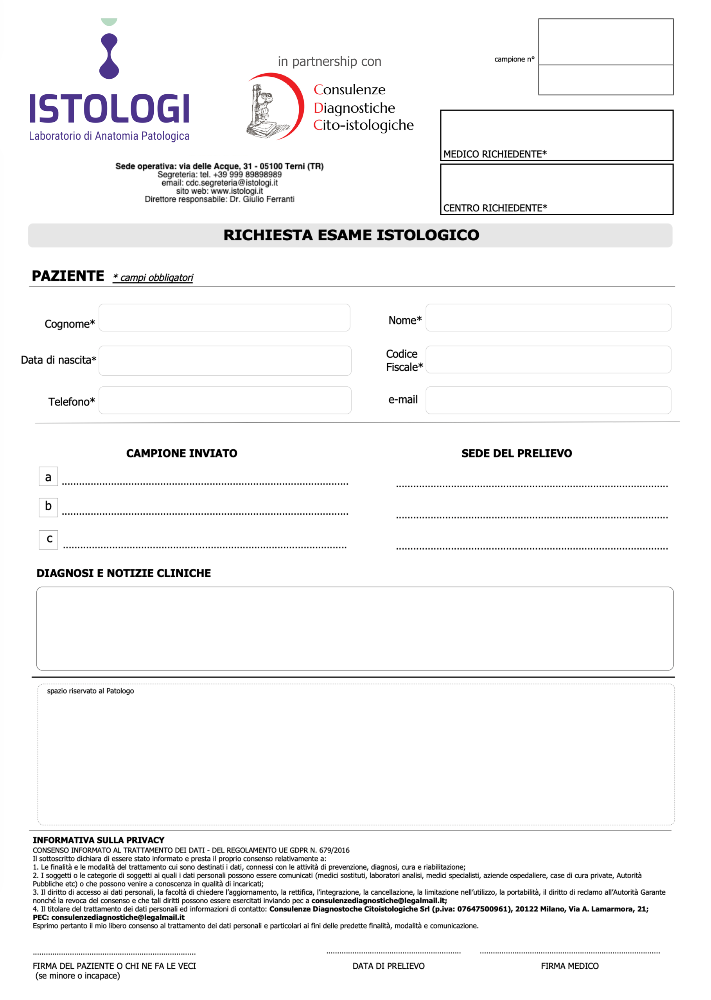 ISTOLOGI
Laboratorio di Anatomia Patologica
in partnership con
Consulenze
Diagnostiche
Cito-istologiche
campione n°
MEDICO RICHIEDENTE*
CENTRO RICHIEDENTE*
Sede operativa: via delle Acque, 31 - 05100 Terni (TR)
Segreteria: tel. +39 999 89898989
email: cdc.segreteria@istologi.it
sito web: www.istologi.it
Direttore responsabile: Dr. Giulio Ferranti
RICHIESTA ESAME ISTOLOGICO
PAZIENTE * campi obbligatori
Cognome*
Nome*
Data di nascita*
Codice
Fiscale*
Telefono*
e-mail
CAMPIONE INVIATO
SEDE DEL PRELIEVO
a
b
c
DIAGNOSI E NOTIZIE CLINICHE
spazio riservato al Patologo
INFORMATIVA SULLA PRIVACY
CONSENSO INFORMATO AL TRATTAMENTO DEI DATI - DEL REGOLAMENTO UE GDPR N. 679/2016
Il sottoscritto dichiara di essere stato informato e presta il proprio consenso relativamente a:
1. Le finalità e le modalità del trattamento cui sono destinati i dati, connessi con le attività di prevenzione, diagnosi, cura e riabilitazione;
2. I soggetti o le categorie di soggetti ai quali i dati personali possono essere comunicati (medici sostituti, laboratori analisi, medici specialisti, aziende ospedaliere, case di cura private, Autorità
Pubbliche etc) o che possono venire a conoscenza in qualità di incaricati;
3. Il diritto di accesso ai dati personali, la facoltà di chiedere l’aggiornamento, la rettifica, l’integrazione, la cancellazione, la limitazione nell’utilizzo, la portabilità, il diritto di reclamo all’Autorità Garante
nonché la revoca del consenso e che tali diritti possono essere esercitati inviando pec a consulenzediagnostiche@legalmail.it;
4. Il titolare del trattamento dei dati personali ed informazioni di contatto: Consulenze Diagnostoche Citoistologiche Srl (p.iva: 07647500961), 20122 Milano, Via A. Lamarmora, 21;
PEC: consulenzediagnostiche@legalmail.it
Esprimo pertanto il mio libero consenso al trattamento dei dati personali e particolari ai fini delle predette finalità, modalità e comunicazione.
FIRMA DEL PAZIENTE O CHI NE FA LE VECI
(se minore o incapace)
DATA DI PRELIEVO
FIRMA MEDICO